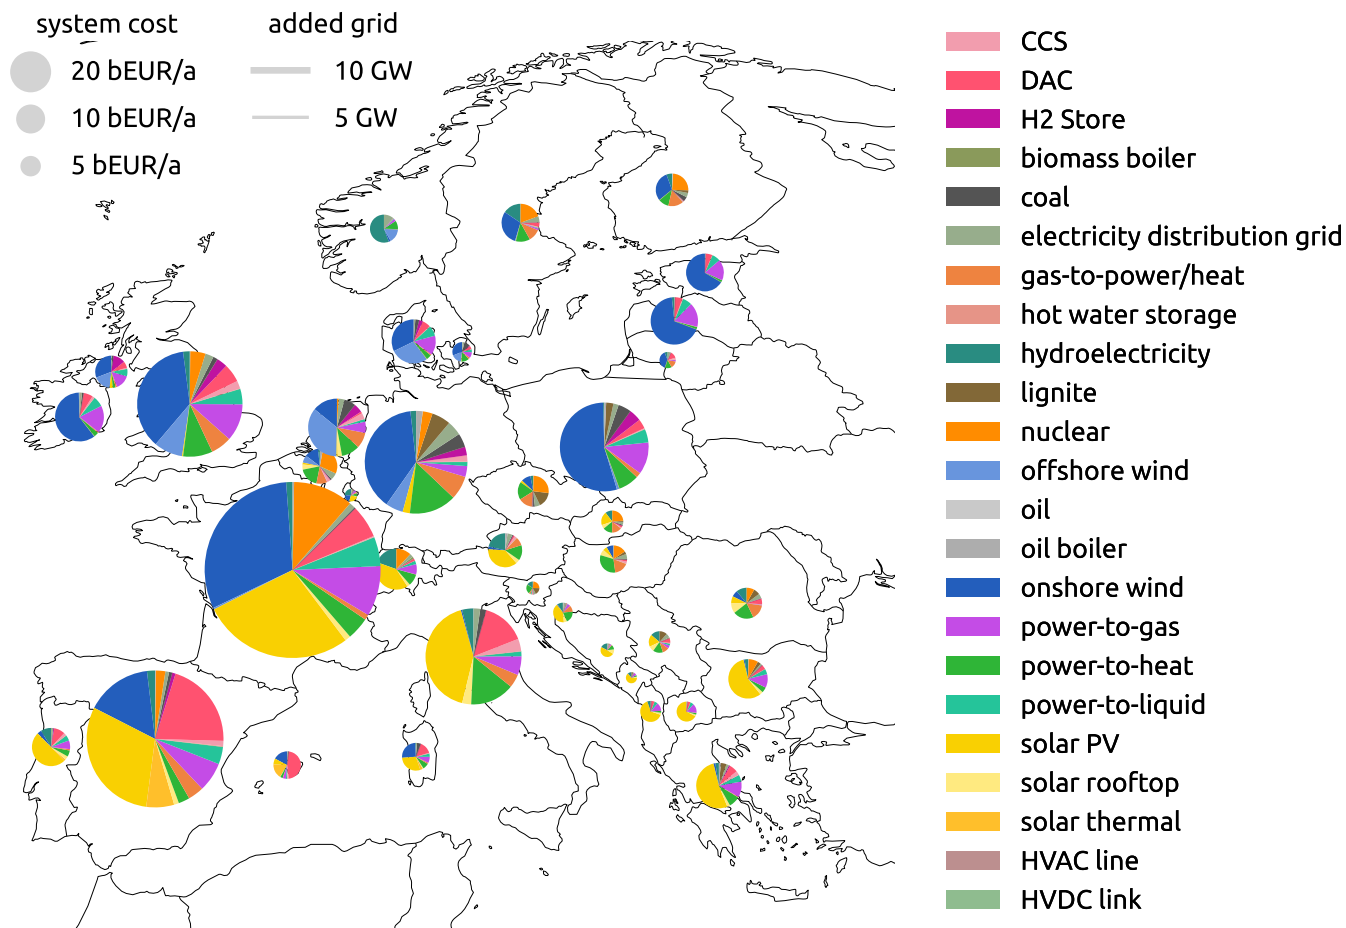 system cost
20 bEUR/a
10 bEUR/a
5 bEUR/a
added grid
10 GW
5 GW
CCS
DAC
H2 Store
biomass boiler
coal
electricity distribution grid
gas-to-power/heat
hot water storage
hydroelectricity
lignite
nuclear
offshore wind
oil
oil boiler
onshore wind
power-to-gas
power-to-heat
power-to-liquid
solar PV
solar rooftop
solar thermal
HVAC line
HVDC link